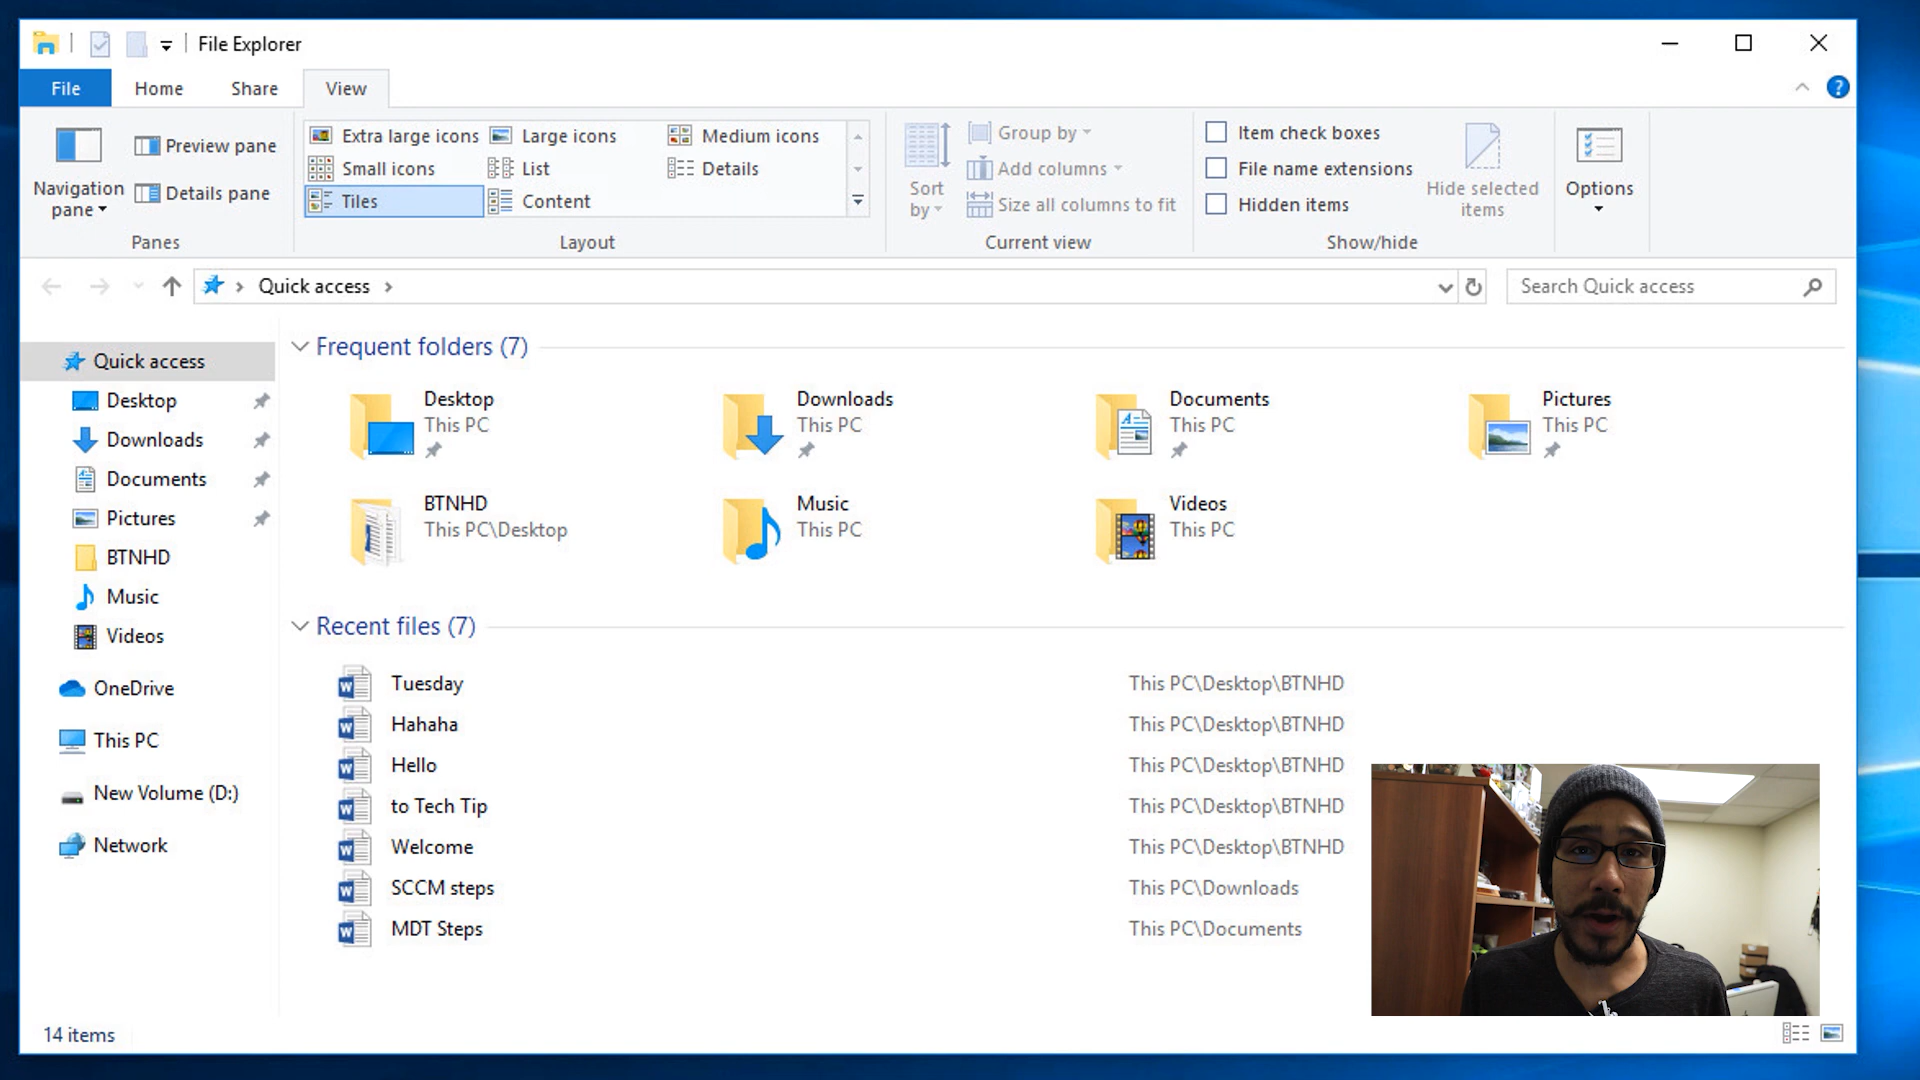 File Explorer
File Home Share View
Navigation pane
Preview pane
Details pane
Panes
Extra large icons Large icons Medium icons
Small icons List Details
Tiles Content
Layout
Sort by
Group by
Add columns
Size all columns to fit
Current view
Item check boxes
File name extensions
Hidden items
Hide selected items
Show/hide
Options
Quick access
Search Quick access
Quick access
Desktop
Downloads
Documents
Pictures
BTNHD
Music
Videos
OneDrive
This PC
New Volume (D:)
Network
Frequent folders (7)
Desktop
This PC
Downloads
This PC
Documents
This PC
Pictures
This PC
BTNHD
This PC\Desktop
Music
This PC
Videos
This PC
Recent files (7)
Tuesday This PC\Desktop\BTNHD
Hahaha This PC\Desktop\BTNHD
Hello This PC\Desktop\BTNHD
to Tech Tip This PC\Desktop\BTNHD
Welcome This PC\Desktop\BTNHD
SCCM steps This PC\Downloads
MDT Steps This PC\Documents
14 items